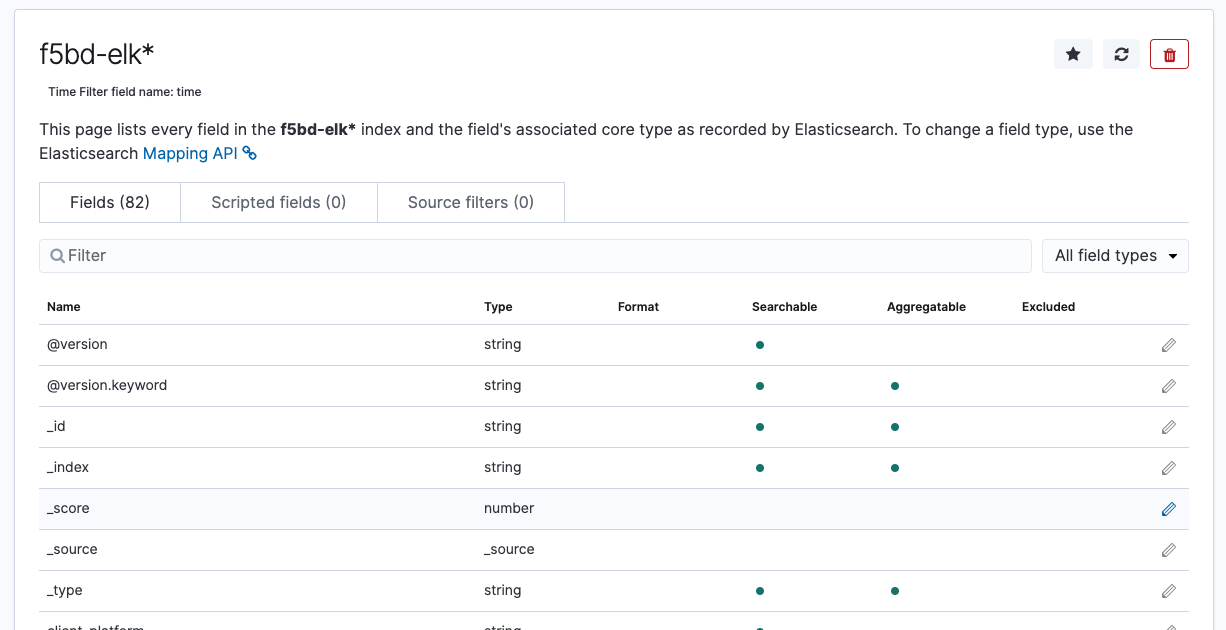 f5bd-elk*
Time Filter field name: time
This page lists every field in the f5bd-elk* index and the field's associated core type as recorded by Elasticsearch. To change a field type, use the
Elasticsearch Mapping API
Fields (82) Scripted fields (0) Source filters (0)
Filter All field types
Name Type Format Searchable Aggregatable Excluded
@version string
@version.keyword string
_id string
_index string
_score number
_source _source
_type string
client_platform string